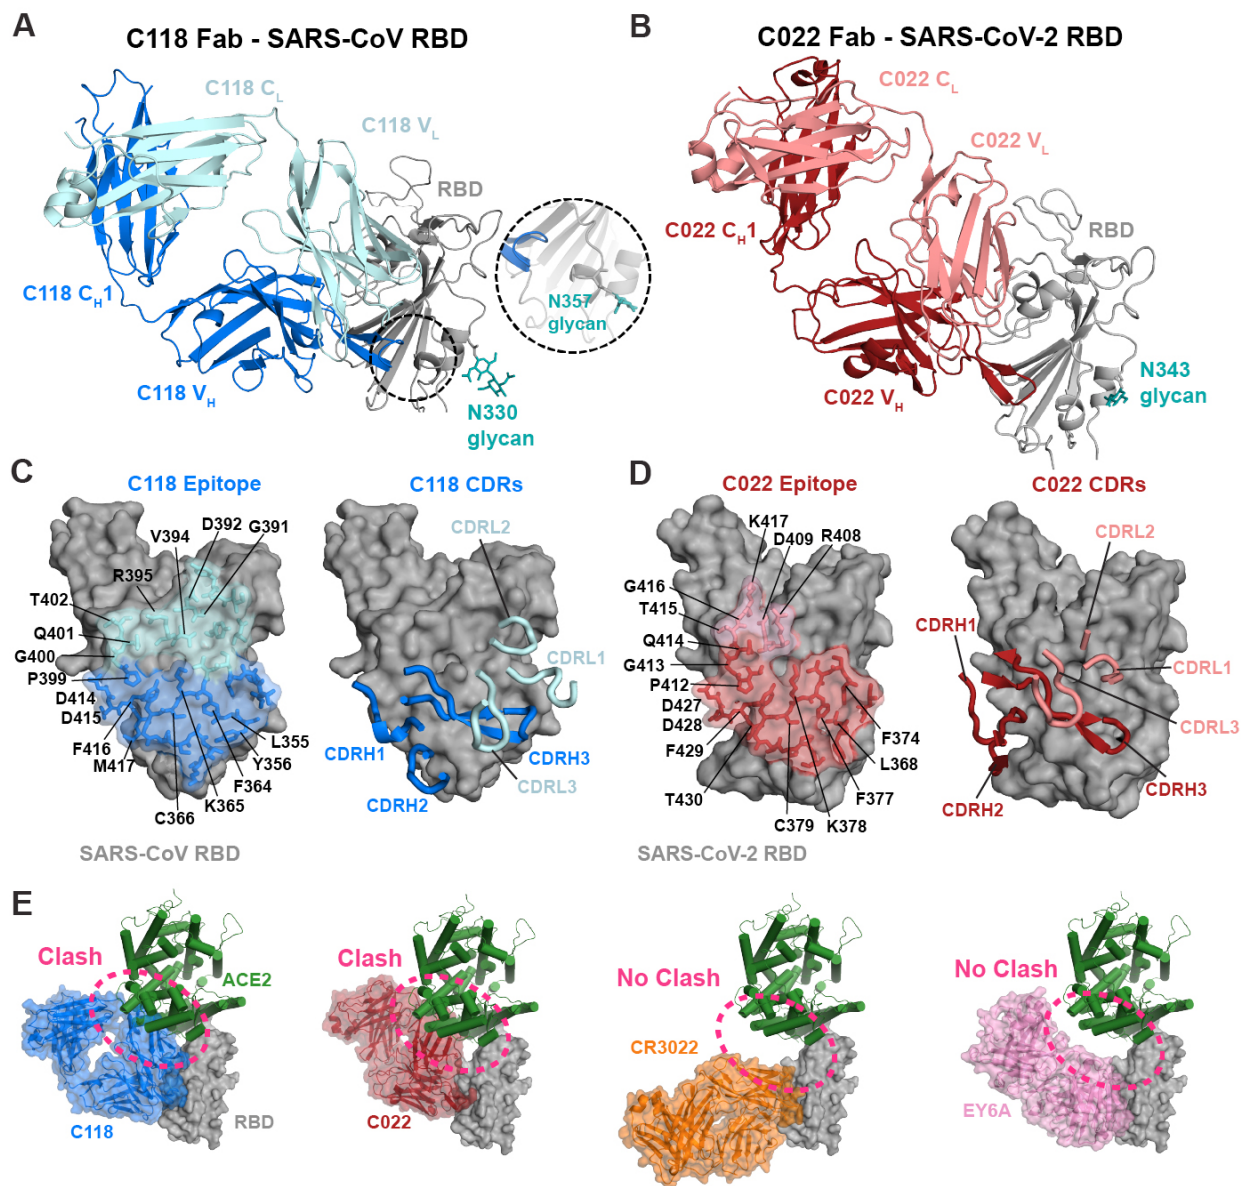 A
C118 Fab - SARS-CoV RBD
C118 CL
C118 VL
RBD
C118 CH1
C118 VH
N357
glycan
N330
glycan
B
C022 Fab - SARS-CoV-2 RBD
C022 CL
C022 VL
C022 CH1
RBD
C022 VH
N343
glycan
C
C118 Epitope
C118 CDRs
D392
G391
V394
R395
T402
Q401
G400
P399
D414
D415
F416
M417
C366
K365
F364
Y356
L355
CDRL2
CDRL1
CDRH1
CDRH3
CDRL3
CDRH2
SARS-CoV RBD
D
C022 Epitope
C022 CDRs
K417
D409
R408
G416
T415
Q414
G413
P412
D427
D428
F429
T430
C379
K378
F377
L368
F374
CDRL2
CDRH1
CDRL1
CDRL3
CDRH3
CDRH2
SARS-CoV-2 RBD
E
Clash
ACE2
C118
RBD
Clash
C022
No Clash
CR3022
No Clash
EY6A